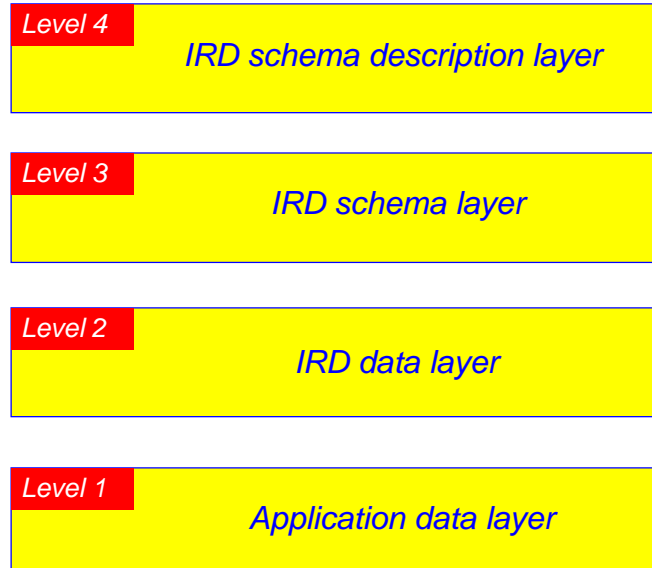 Level 4
IRD schema description layer
Level 3
IRD schema layer
Level 2
IRD data layer
Level 1
Application data layer